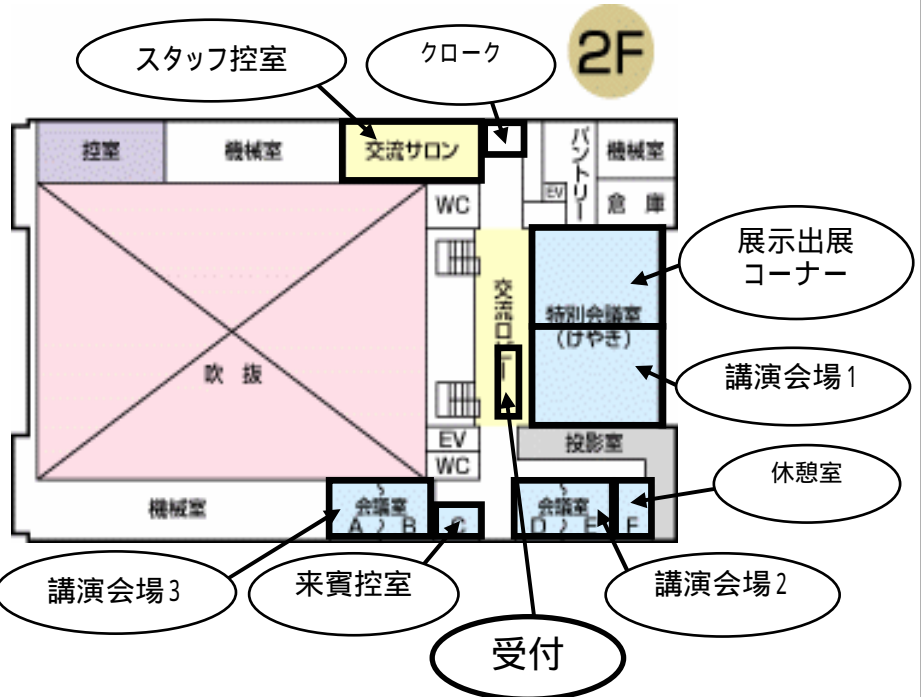 スタッフ控室
クローク
2F
控室
機械室
交流サロン
パントリー
機械室
EV
倉庫
WC
展示出展
コーナー
交流ロビー
特別会議室
(けやき)
吹抜
講演会場1
EV
投影室
WC
休憩室
機械室
会議室
A 〜 B
C
会議室
D 〜 E
F
講演会場3
来賓控室
講演会場2
受付